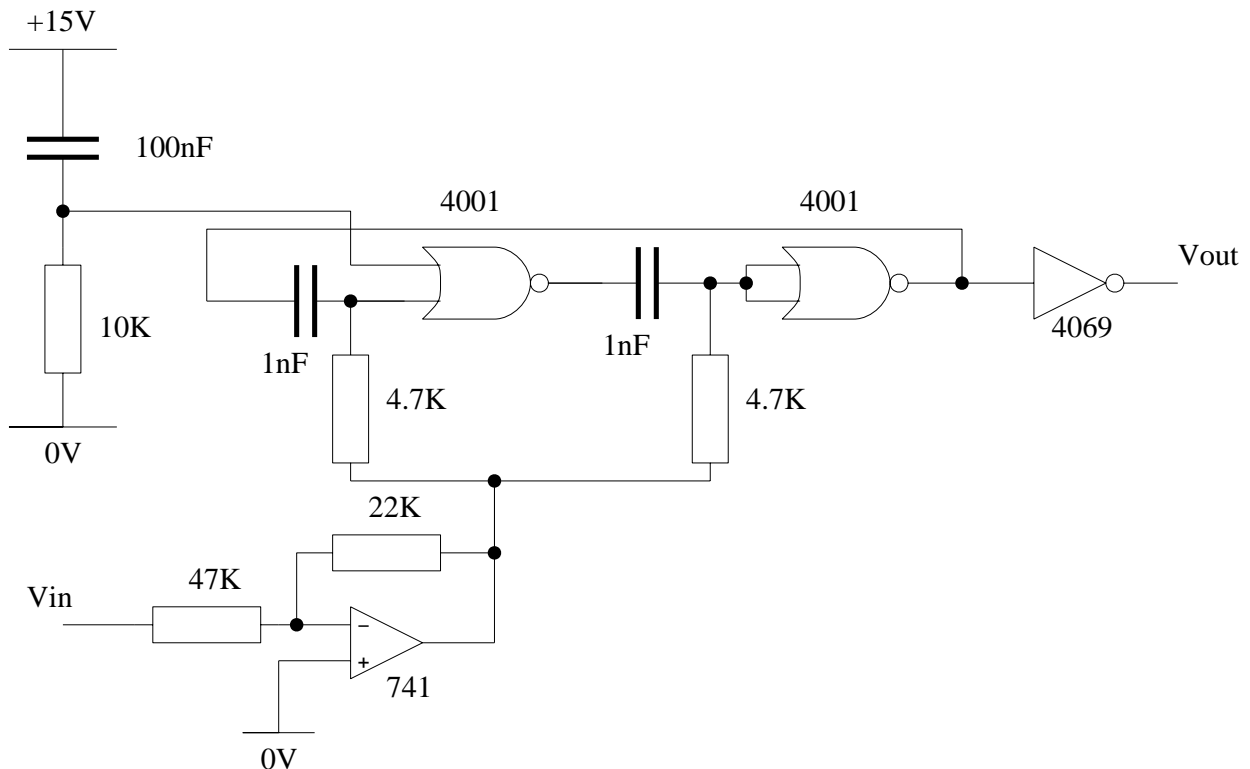 +15V
100nF
4001
4001
Vout
10K
1nF
1nF
4069
4.7K
4.7K
0V
22K
47K
Vin
−
+
741
0V